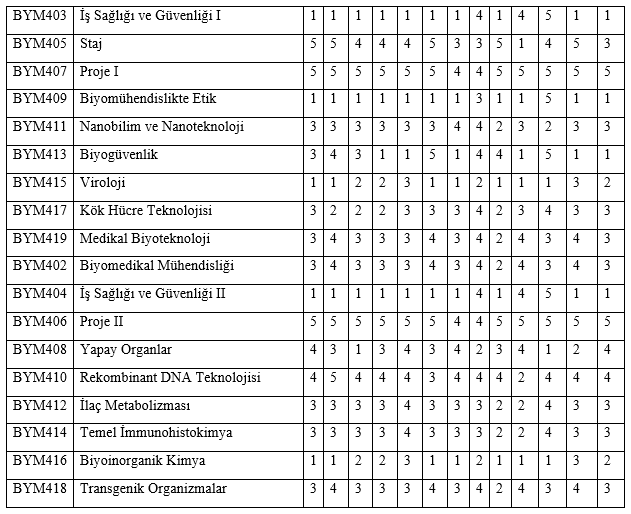 BYM403 İş Sağlığı ve Güvenliği I 1 1 1 1 1 1 1 4 1 4 5 1 1
BYM405 Staj 5 5 4 4 4 5 3 3 5 1 4 5 3
BYM407 Proje I 5 5 5 5 5 5 4 4 5 5 5 5 5
BYM409 Biyomühendislikte Etik 1 1 1 1 1 1 1 3 1 1 5 1 1
BYM411 Nanobilim ve Nanoteknoloji 3 3 3 3 3 3 4 4 2 3 2 3 3
BYM413 Biyogüvenlik 3 4 3 1 1 5 1 4 4 1 5 1 1
BYM415 Viroloji 1 1 2 2 3 1 1 2 1 1 1 3 2
BYM417 Kök Hücre Teknolojisi 3 2 2 2 3 3 3 4 2 3 4 3 3
BYM419 Medikal Biyoteknoloji 3 4 3 3 3 4 3 4 2 4 3 4 3
BYM402 Biyomedikal Mühendisliği 3 4 3 3 3 4 3 4 2 4 3 4 3
BYM404 İş Sağlığı ve Güvenliği II 1 1 1 1 1 1 1 4 1 4 5 1 1
BYM406 Proje II 5 5 5 5 5 5 4 4 5 5 5 5 5
BYM408 Yapay Organlar 4 3 1 3 4 3 4 2 3 4 1 2 4
BYM410 Rekombinant DNA Teknolojisi 4 5 4 4 4 3 4 4 4 2 4 4 4
BYM412 İlaç Metabolizması 3 3 3 3 4 3 3 3 2 2 4 3 3
BYM414 Temel İmmunohistokimya 3 3 3 3 4 3 3 3 2 2 4 3 3
BYM416 Biyoinorganik Kimya 1 1 2 2 3 1 1 2 1 1 1 3 2
BYM418 Transgenik Organizmalar 3 4 3 3 3 4 3 4 2 4 3 4 3